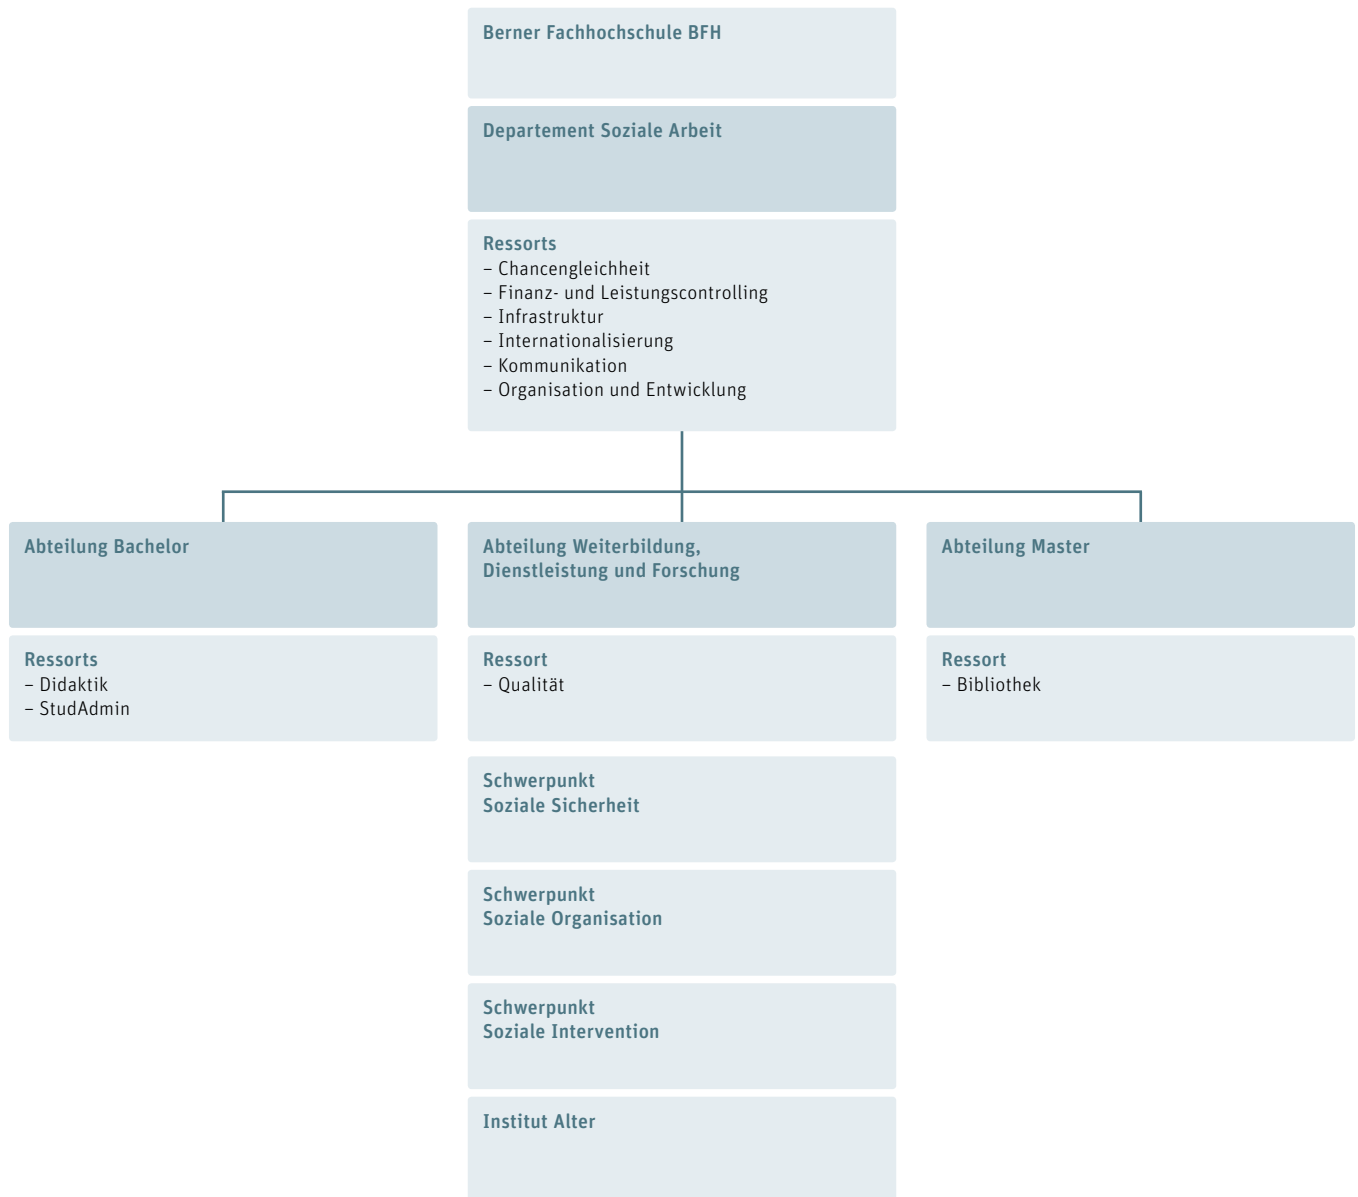 Berner Fachhochschule BFH
Departement Soziale Arbeit
Ressorts
– Chancengleichheit
– Finanz- und Leistungscontrolling
– Infrastruktur
– Internationalisierung
– Kommunikation
– Organisation und Entwicklung
Abteilung Bachelor
Ressorts
– Didaktik
– StudAdmin
Abteilung Weiterbildung,
Dienstleistung und Forschung
Ressort
– Qualität
Schwerpunkt
Soziale Sicherheit
Schwerpunkt
Soziale Organisation
Schwerpunkt
Soziale Intervention
Institut Alter
Abteilung Master
Ressort
– Bibliothek